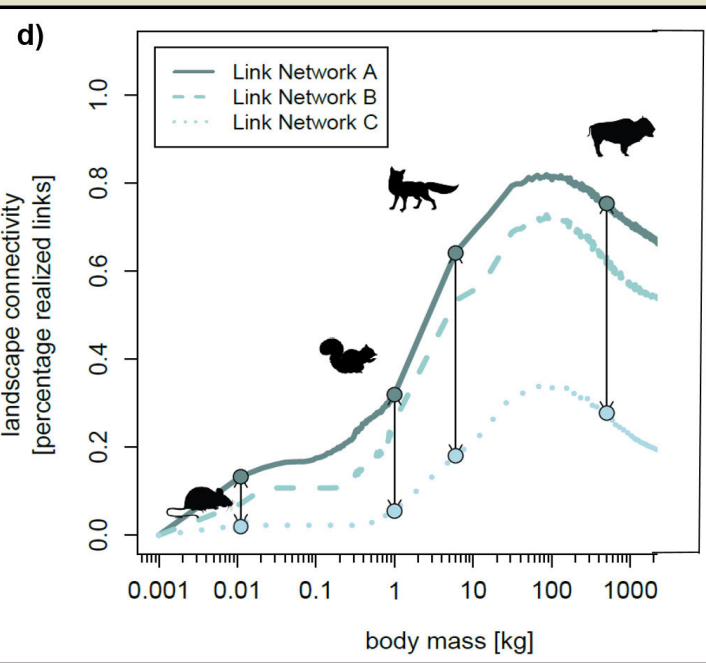 d)
Link Network A
Link Network B
Link Network C
landscape connectivity
[percentage realized links]
1.0
0.8
0.6
0.4
0.2
0.0
0.001 0.01 0.1 1 10 100 1000
body mass [kg]